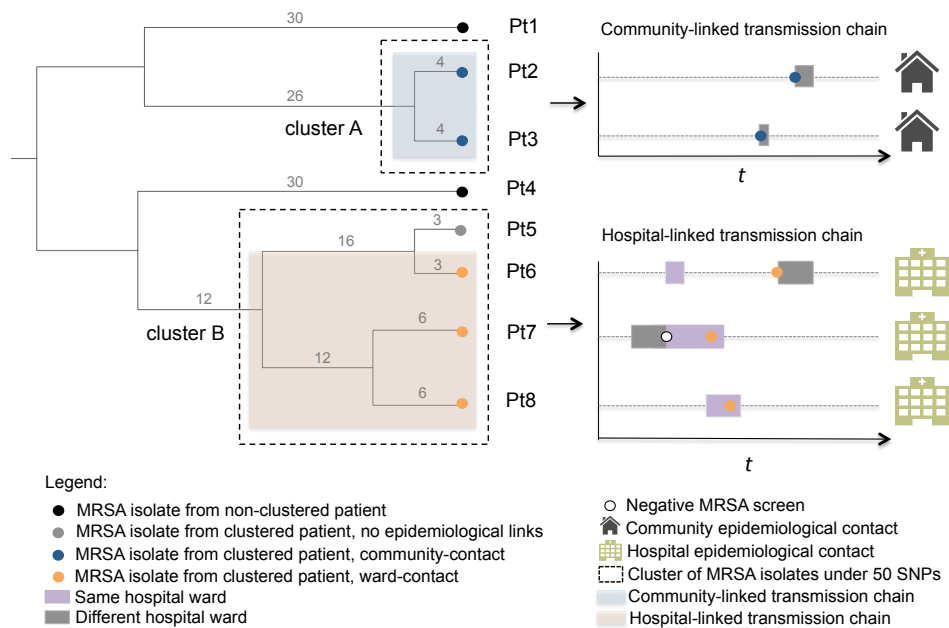 30
Pt1
4
Pt2
26
cluster A
4
Pt3
30
Pt4
3
Pt5
16
3
Pt6
12
cluster B
6
Pt7
12
6
Pt8
Community-linked transmission chain
t
Hospital-linked transmission chain
t
Legend:
MRSA isolate from non-clustered patient
MRSA isolate from clustered patient, no epidemiological links
MRSA isolate from clustered patient, community-contact
MRSA isolate from clustered patient, ward-contact
Same hospital ward
Different hospital ward
Negative MRSA screen
Community epidemiological contact
Hospital epidemiological contact
Cluster of MRSA isolates under 50 SNPs
Community-linked transmission chain
Hospital-linked transmission chain